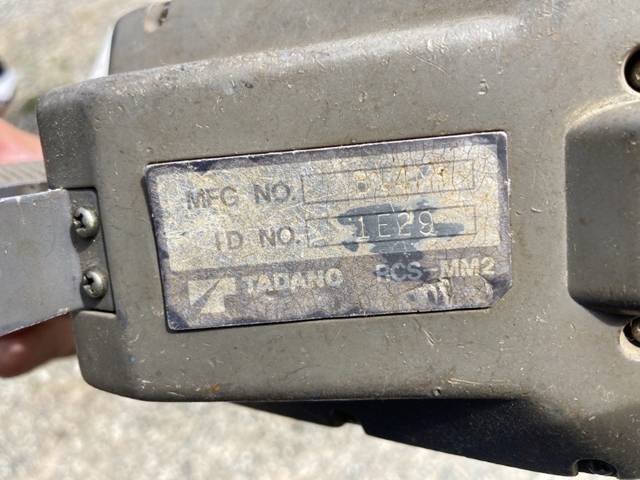 MFG NO.
ID NO. 1E29
TADANO RCS-MM2